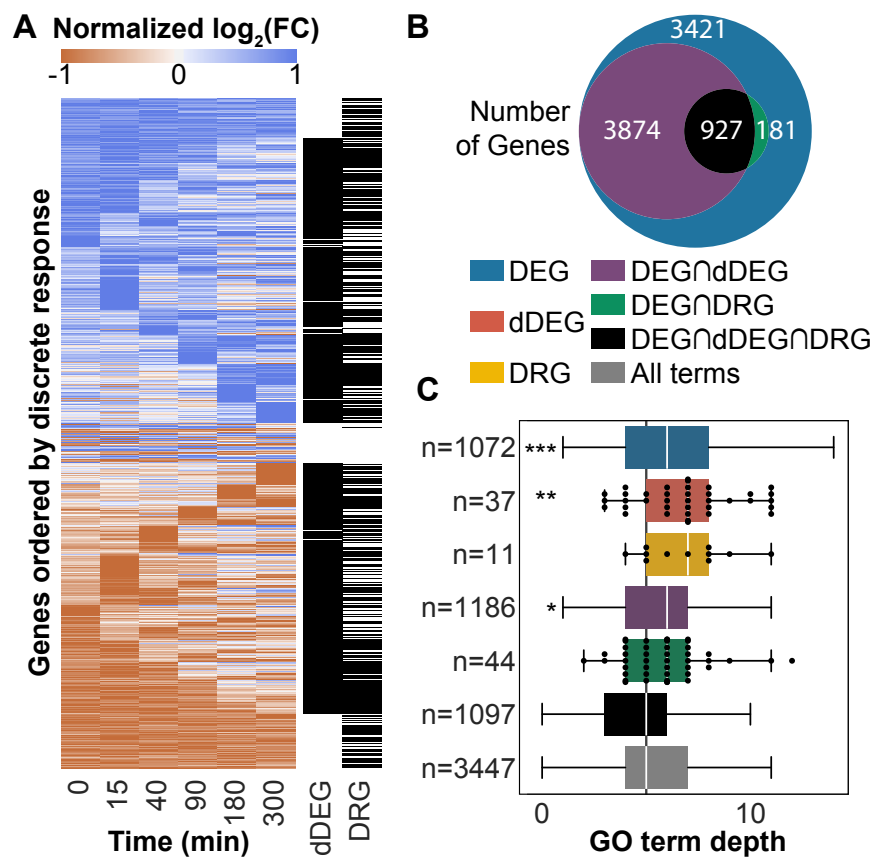 A
Normalized log2(FC)
-1
0
1
Genes ordered by discrete response
0
15
40
90
180
300
dDEG
DRG
Time (min)
B
Number
of Genes
3421
3874
927
181
DEG
dDEG
DRG
DEG∩dDEG
DEG∩DRG
DEG∩dDEG∩DRG
All terms
C
n=1072
***
n=37
**
n=11
n=1186
*
n=44
n=1097
n=3447
0
10
GO term depth